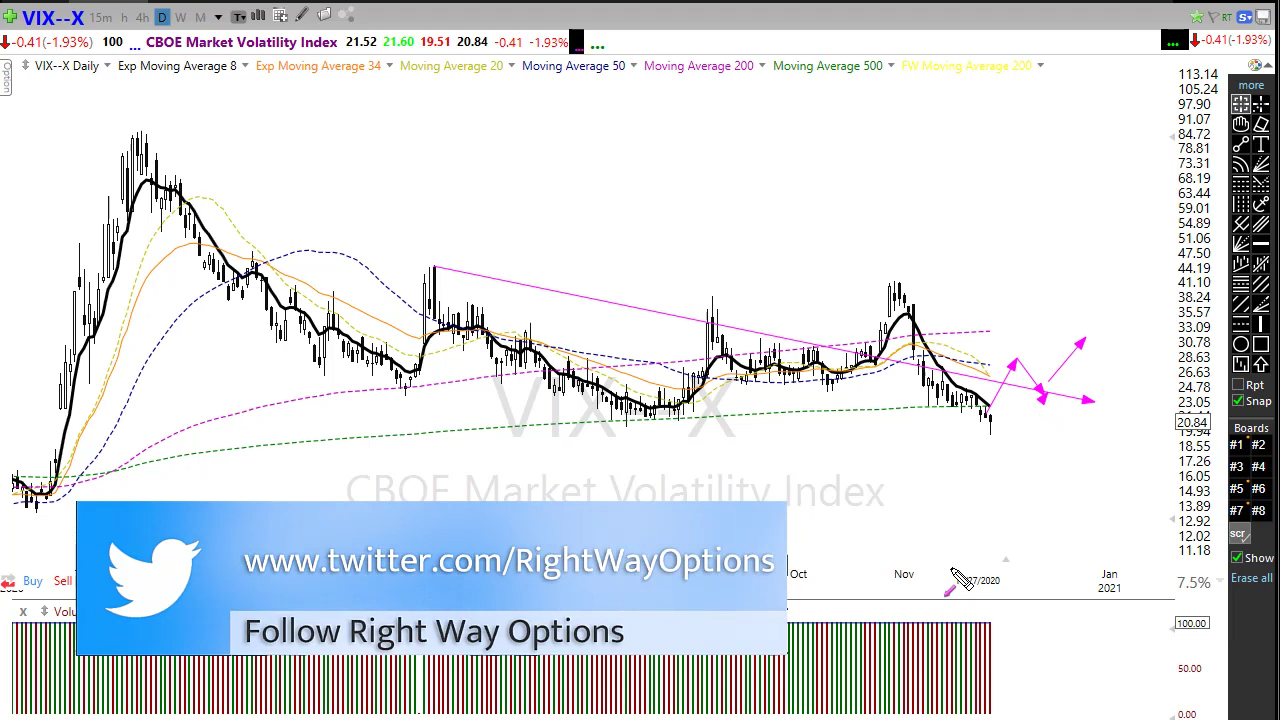 VIX--X 15m h 4h D W M T RT S
-0.41(-1.93%) 100 ... CBOE Market Volatility Index 21.52 21.60 19.51 20.84 -0.41 -1.93% ... ... -0.41(-1.93%)
Option
VIX--X Daily Exp Moving Average 8 Exp Moving Average 34 Moving Average 20 Moving Average 50 Moving Average 200 Moving Average 500 FW Moving Average 200
113.14
105.24
97.90
91.07
84.72
78.81
73.31
68.19
63.44
59.01
54.89
51.06
47.50
44.19
41.10
38.24
35.57
33.09
30.78
28.63
26.63
24.78
23.05
20.84
19.94
18.55
17.26
16.05
14.93
13.89
12.92
12.02
11.18
more
Rpt
Snap
Boards
#1 #2
#3 #4
#5 #6
#7 #8
scr
Show
Erase all
VIX--X
CBOE Market Volatility Index
www.twitter.com/RightWayOptions
Follow Right Way Options
Buy Sell
Oct Nov 7/2020 Jan
2021
7.5%
x Volu
100.00
50.00
0.00